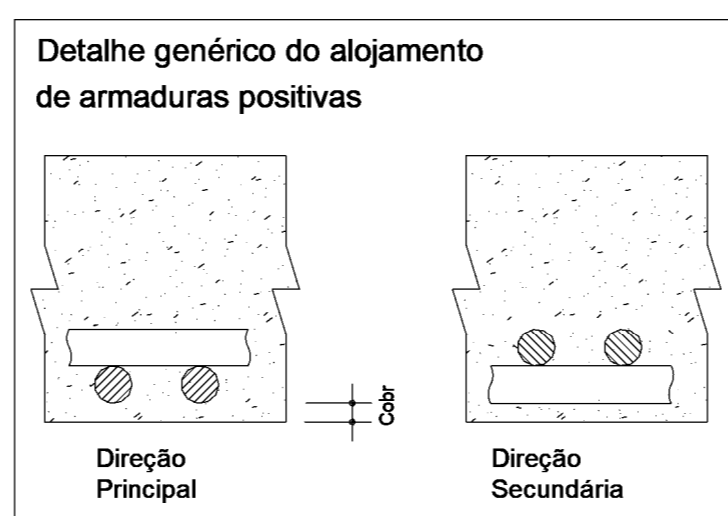 Detalhe genérico do alojamento
de armaduras positivas
Cobr
Direção
Principal
Direção
Secundária